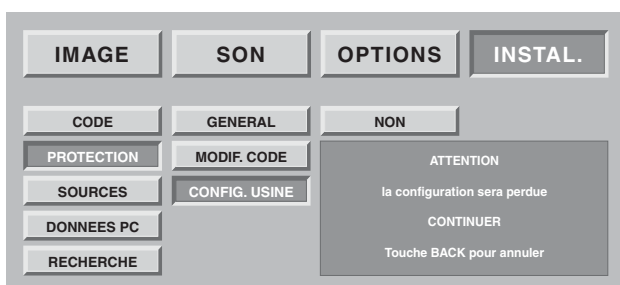 IMAGE SON OPTIONS INSTAL.
CODE GENERAL NON
PROTECTION MODIF. CODE
SOURCES CONFIG. USINE
DONNEES PC
RECHERCHE
ATTENTION
la configuration sera perdue
CONTINUER
Touche BACK pour annuler